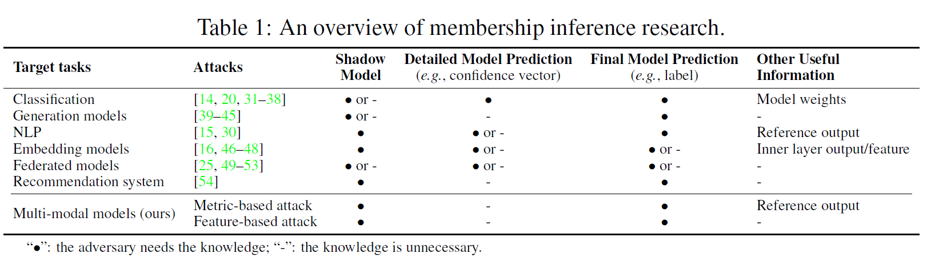 Table 1: An overview of membership inference research.
Target tasks Attacks Shadow Model Detailed Model Prediction (e.g., confidence vector) Final Model Prediction (e.g., label) Other Useful Information
Classification [14, 20, 31–38] ● or - ● ● Model weights
Generation models [39–45] ● or - - ● -
NLP [15, 30] ● ● or - ● Reference output
Embedding models [16, 46–48] ● ● or - ● or - Inner layer output/feature
Federated models [25, 49–53] ● or - ● or - ● or - -
Recommendation system [54] ● - ● -
Multi-modal models (ours) Metric-based attack ● - ● Reference output
Feature-based attack ● - ● -
“●”: the adversary needs the knowledge; “-”: the knowledge is unnecessary.